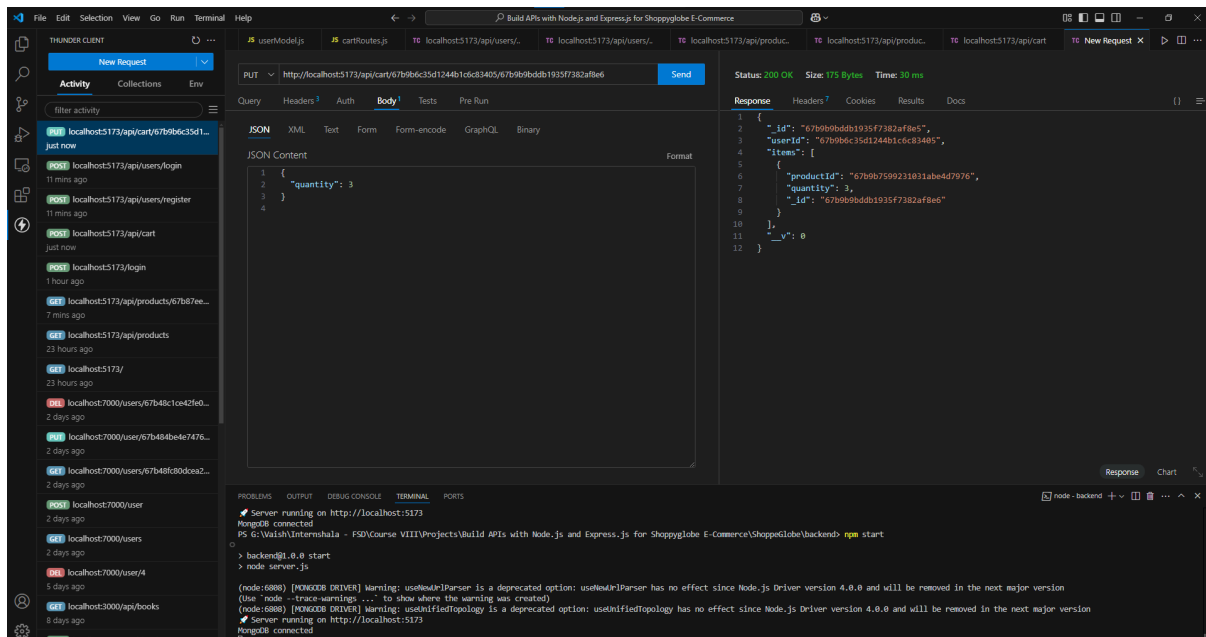 File Edit Selection View Go Run Terminal Help
Build APIs with Node.js and Express.js for Shoppyglobe E-Commerce
THUNDER CLIENT
New Request
Activity Collections Env
filter activity
PUT localhost:5173/api/cart/67b9b6c35d1...
just now
POST localhost:5173/api/users/login
11 mins ago
POST localhost:5173/api/users/register
11 mins ago
POST localhost:5173/api/cart
just now
POST localhost:5173/login
1 hour ago
GET localhost:5173/api/products/67b87ee...
7 mins ago
GET localhost:5173/api/products
23 hours ago
GET localhost:5173/
23 hours ago
DEL localhost:7000/users/67b48c1ce42fe0...
2 days ago
PUT localhost:7000/user/67b484be4e7476...
2 days ago
GET localhost:7000/users/67b48fc80dcea2...
2 days ago
POST localhost:7000/user
2 days ago
GET localhost:7000/users
2 days ago
DEL localhost:7000/user/4
5 days ago
GET localhost:3000/api/books
8 days ago
JS userModel.js JS cartRoutes.js TC localhost:5173/api/users/.. TC localhost:5173/api/users/.. TC localhost:5173/api/produc.. TC localhost:5173/api/produc.. TC localhost:5173/api/cart TC New Request
PUT http://localhost:5173/api/cart/67b9b6c35d1244b1c6c83405/67b9b9bddb1935f7382af8e6 Send
Query Headers 3 Auth Body 1 Tests Pre Run
JSON XML Text Form Form-encode GraphQL Binary
JSON Content Format
1 {
2 "quantity": 3
3 }
4
Status: 200 OK Size: 175 Bytes Time: 30 ms
Response Headers 7 Cookies Results Docs { }
1 {
2 "_id": "67b9b9bddb1935f7382af8e5",
3 "userId": "67b9b6c35d1244b1c6c83405",
4 "items": [
5 {
6 "productId": "67b9b7599231031abe4d7976",
7 "quantity": 3,
8 "_id": "67b9b9bddb1935f7382af8e6"
9 }
10 ],
11 "__v": 0
12 }
Response Chart
PROBLEMS OUTPUT DEBUG CONSOLE TERMINAL PORTS node - backend
🚀 Server running on http://localhost:5173
MongoDB connected
PS G:\Vaish\Internshala - FSD\Course VIII\Projects\Build APIs with Node.js and Express.js for Shoppyglobe E-Commerce\ShoppeGlobe\backend> npm start
> backend@1.0.0 start
> node server.js
(node:6808) [MONGODB DRIVER] Warning: useNewUrlParser is a deprecated option: useNewUrlParser has no effect since Node.js Driver version 4.0.0 and will be removed in the next major version
(Use `node --trace-warnings ...` to show where the warning was created)
(node:6808) [MONGODB DRIVER] Warning: useUnifiedTopology is a deprecated option: useUnifiedTopology has no effect since Node.js Driver version 4.0.0 and will be removed in the next major version
🚀 Server running on http://localhost:5173
MongoDB connected